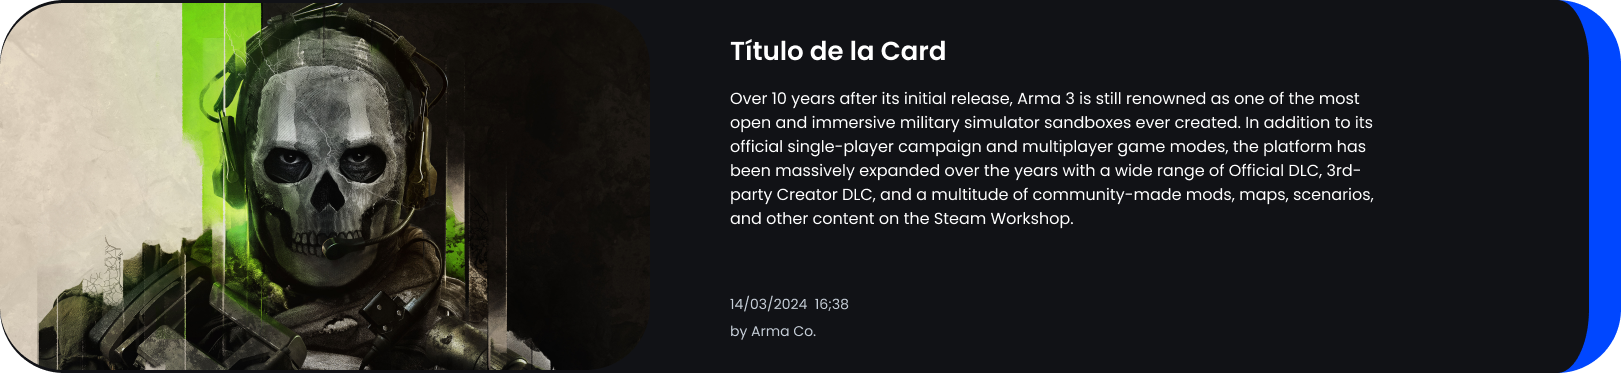 Título de la Card
Over 10 years after its initial release, Arma 3 is still renowned as one of the most
open and immersive military simulator sandboxes ever created. In addition to its
official single-player campaign and multiplayer game modes, the platform has
been massively expanded over the years with a wide range of Official DLC, 3rd-
party Creator DLC, and a multitude of community-made mods, maps, scenarios,
and other content on the Steam Workshop.
14/03/2024 16;38
by Arma Co.